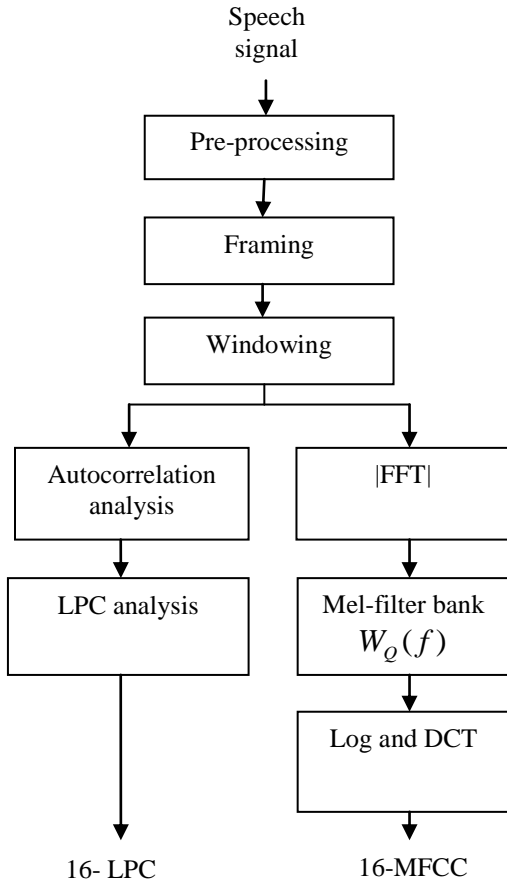 Speech
signal
Pre-processing
Framing
Windowing
Autocorrelation
analysis
|FFT|
LPC analysis
Mel-filter bank
W_Q(f)
Log and DCT
16- LPC
16-MFCC